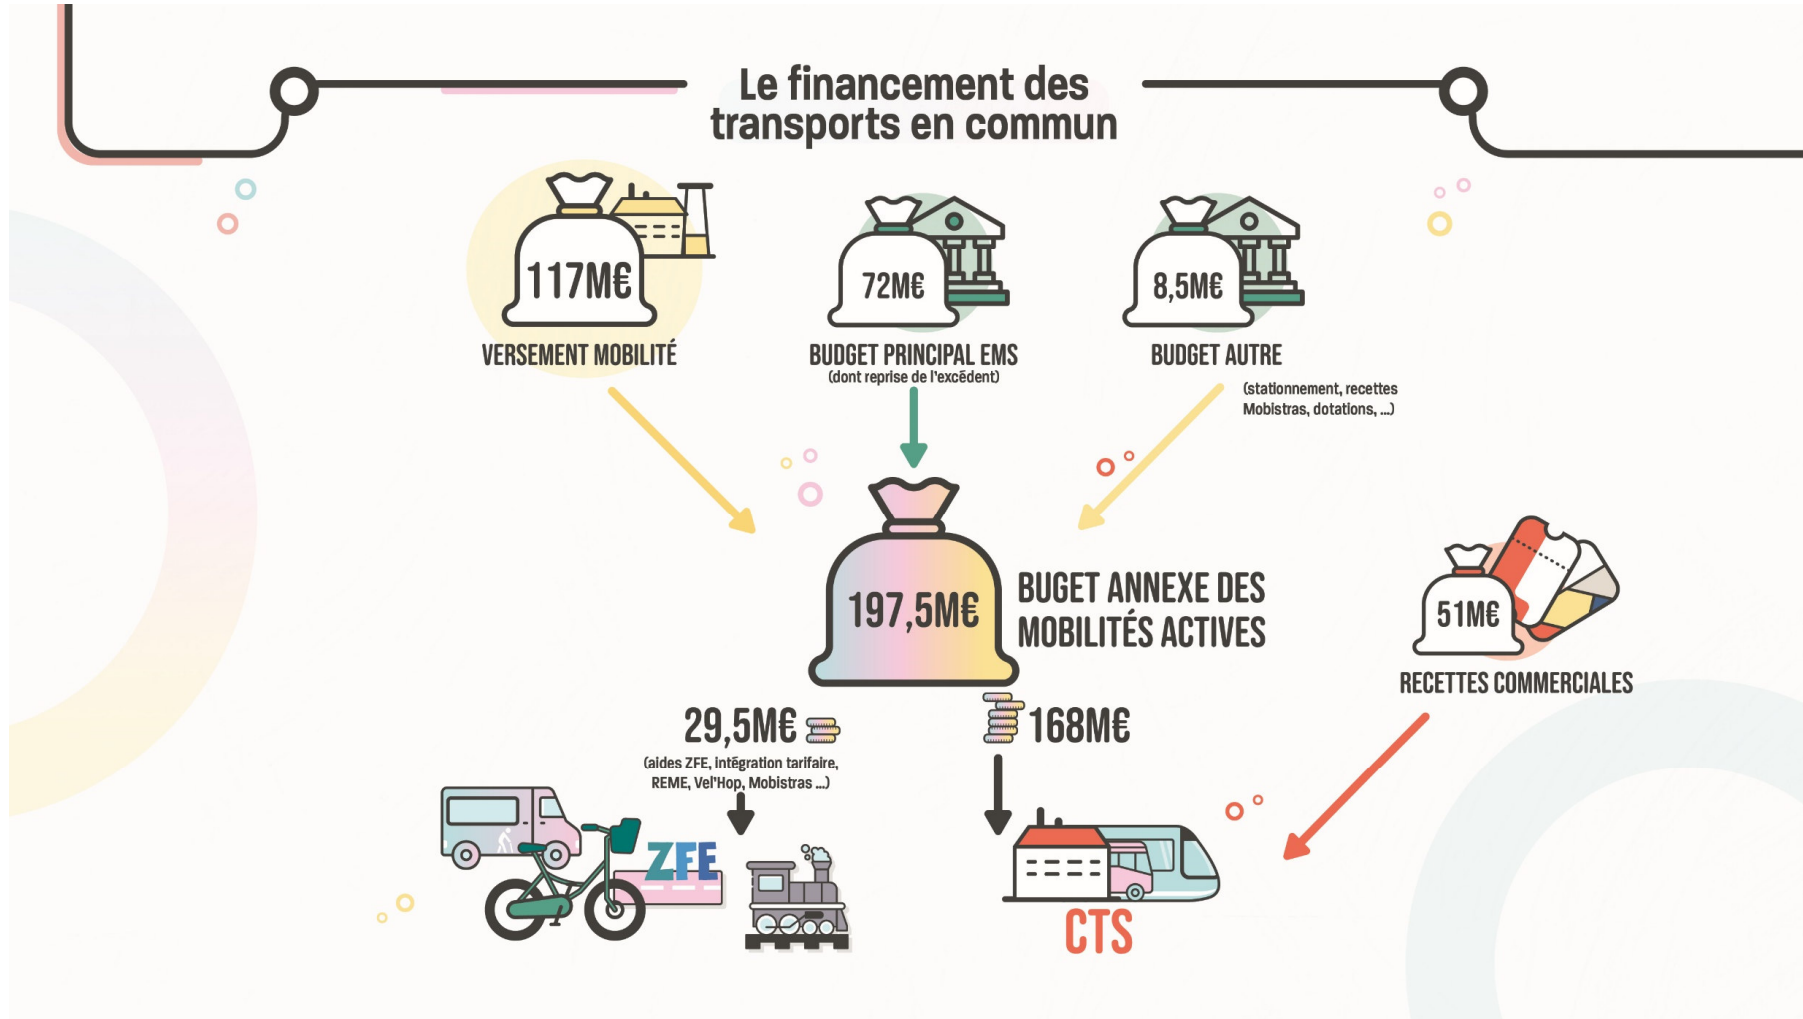 Le financement des
transports en commun
117M€
VERSEMENT MOBILITÉ
72M€
BUDGET PRINCIPAL EMS
(dont reprise de l'excédent)
8,5M€
BUDGET AUTRE
(stationnement, recettes
Mobistras, dotations, ...)
197,5M€
BUGET ANNEXE DES
MOBILITÉS ACTIVES
51M€
RECETTES COMMERCIALES
29,5M€
(aides ZFE, intégration tarifaire,
REME, Vel'Hop, Mobistras ...)
168M€
ZFE
CTS